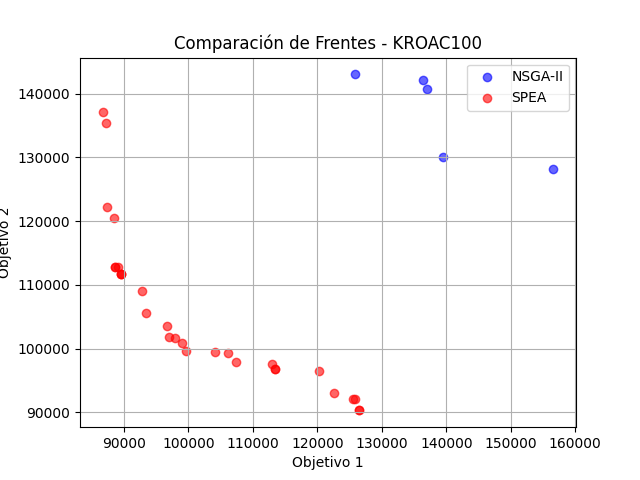 Comparación de Frentes - KROAC100
NSGA-II
SPEA
Objetivo 2
140000
130000
120000
110000
100000
90000
90000 100000 110000 120000 130000 140000 150000 160000
Objetivo 1